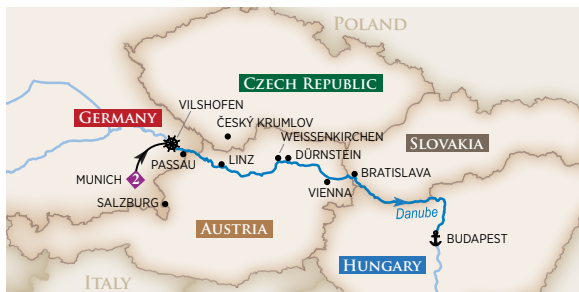 POLAND
CZECH REPUBLIC
VILSHOFEN
GERMANY
ČESKÝ KRUMLOV
WEISSENKIRCHEN
SLOVAKIA
PASSAU
LINZ
DÜRNSTEIN
MUNICH 2
BRATISLAVA
VIENNA
SALZBURG
Danube
AUSTRIA
BUDAPEST
HUNGARY
ITALY